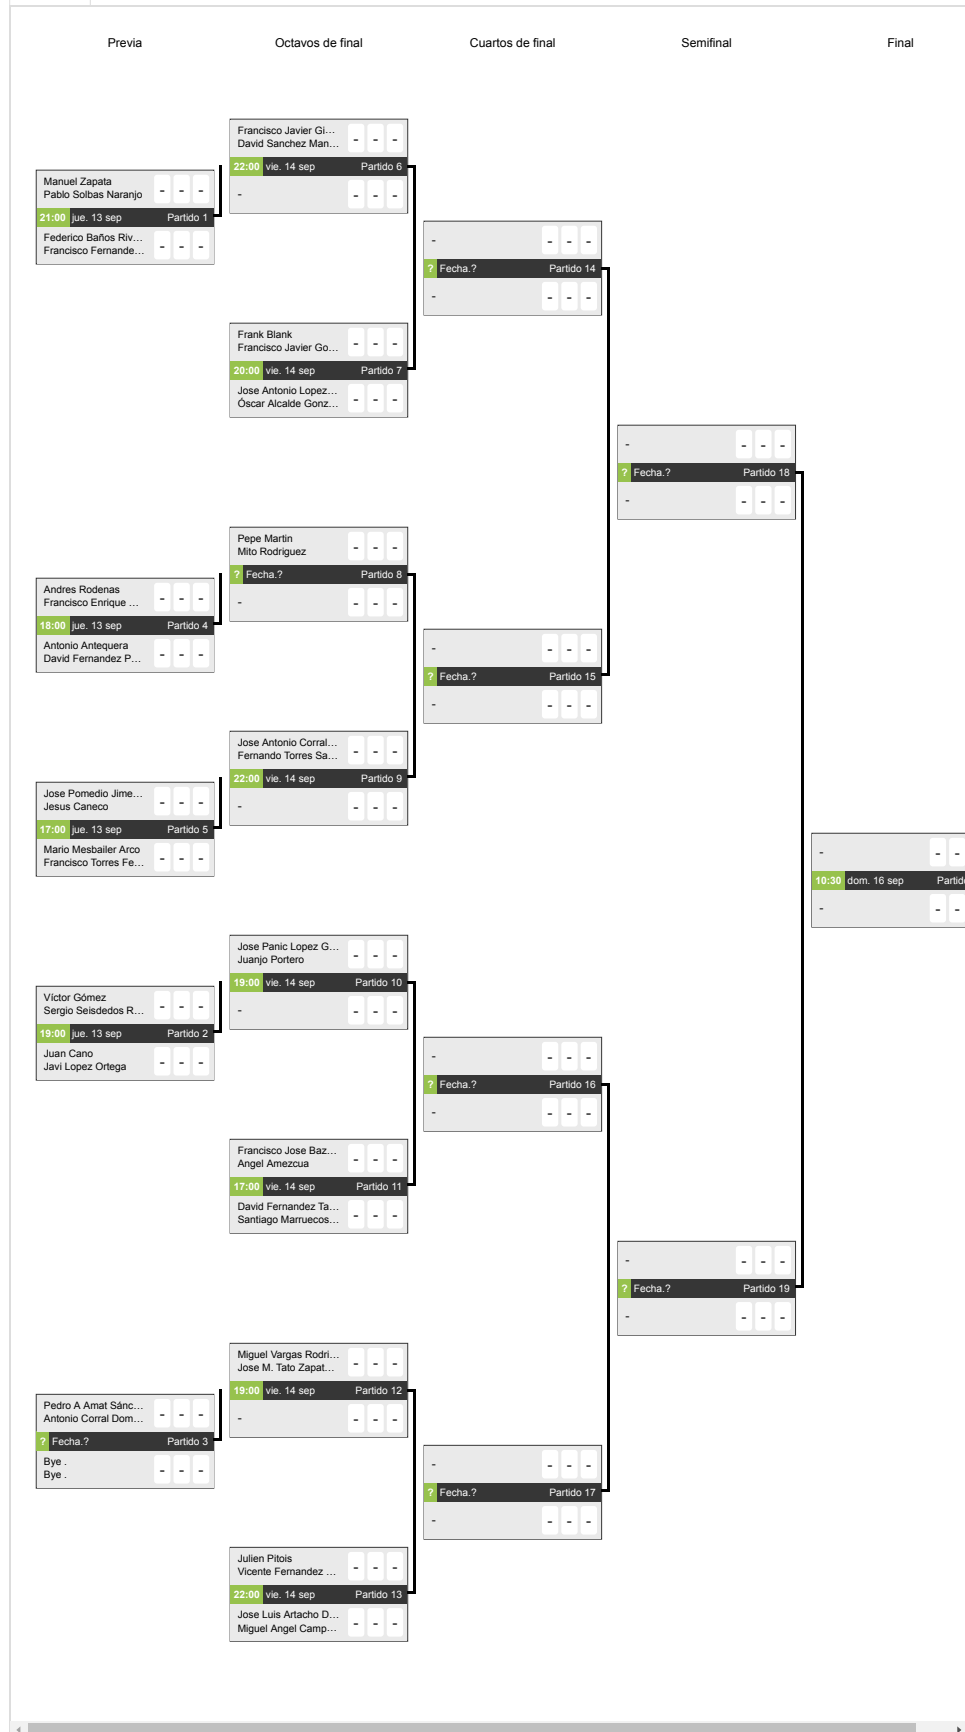 Previa
Octavos de final
Cuartos de final
Semifinal
Final
Manuel Zapata
Pablo Solbas Naranjo
- - -
21:00 jue. 13 sep Partido 1
Federico Baños Riv...
Francisco Fernande...
- - -
Andres Rodenas
Francisco Enrique ...
- - -
18:00 jue. 13 sep Partido 4
Antonio Antequera
David Fernandez P...
- - -
Jose Pomedio Jime...
Jesus Caneco
- - -
17:00 jue. 13 sep Partido 5
Mario Mesbailer Arco
Francisco Torres Fe...
- - -
Víctor Gómez
Sergio Seisdedos R...
- - -
19:00 jue. 13 sep Partido 2
Juan Cano
Javi Lopez Ortega
- - -
Pedro A Amat Sánc...
Antonio Corral Dom...
- - -
? Fecha.? Partido 3
Bye .
Bye .
- - -
Francisco Javier Gi...
David Sanchez Man...
- - -
22:00 vie. 14 sep Partido 6
- - - -
Frank Blank
Francisco Javier Go...
- - -
20:00 vie. 14 sep Partido 7
Jose Antonio Lopez...
Óscar Alcalde Gonz...
- - -
Pepe Martin
Mito Rodriguez
- - -
? Fecha.? Partido 8
- - - -
Jose Antonio Corral...
Fernando Torres Sa...
- - -
22:00 vie. 14 sep Partido 9
- - - -
Jose Panic Lopez G...
Juanjo Portero
- - -
19:00 vie. 14 sep Partido 10
- - - -
Francisco Jose Baz...
Angel Amezcua
- - -
17:00 vie. 14 sep Partido 11
David Fernandez Ta...
Santiago Marruecos...
- - -
Miguel Vargas Rodri...
Jose M. Tato Zapat...
- - -
19:00 vie. 14 sep Partido 12
- - - -
Julien Pitois
Vicente Fernandez ...
- - -
22:00 vie. 14 sep Partido 13
Jose Luis Artacho D...
Miguel Angel Camp...
- - -
- - - -
? Fecha.? Partido 14
- - - -
- - - -
? Fecha.? Partido 15
- - - -
- - - -
? Fecha.? Partido 16
- - - -
- - - -
? Fecha.? Partido 17
- - - -
- - - -
? Fecha.? Partido 18
- - - -
- - - -
? Fecha.? Partido 19
- - - -
- - -
10:30 dom. 16 sep Partid
- - -